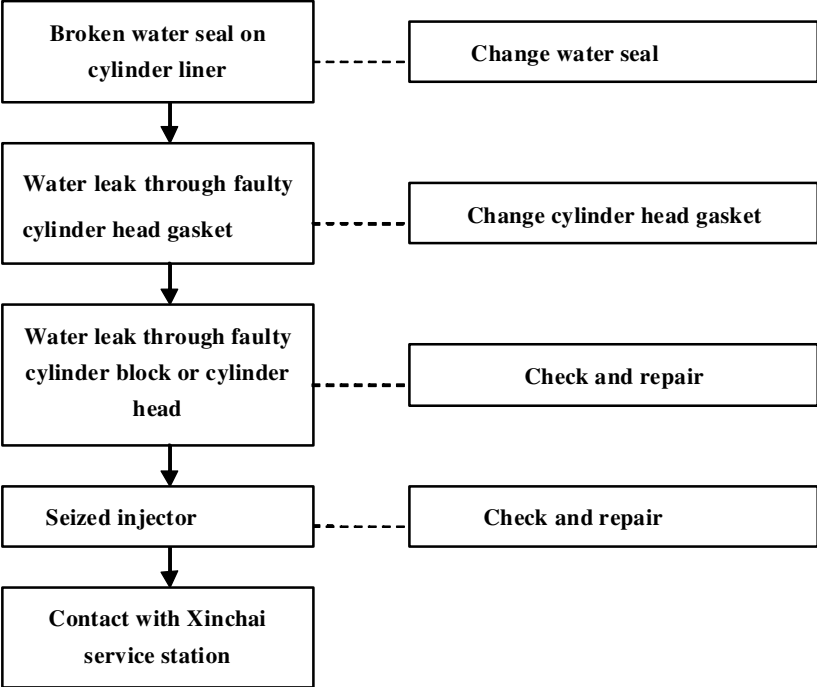 Broken water seal on
cylinder liner
Change water seal
Water leak through faulty
cylinder head gasket
Change cylinder head gasket
Water leak through faulty
cylinder block or cylinder
head
Check and repair
Seized injector
Check and repair
Contact with Xinchai
service station